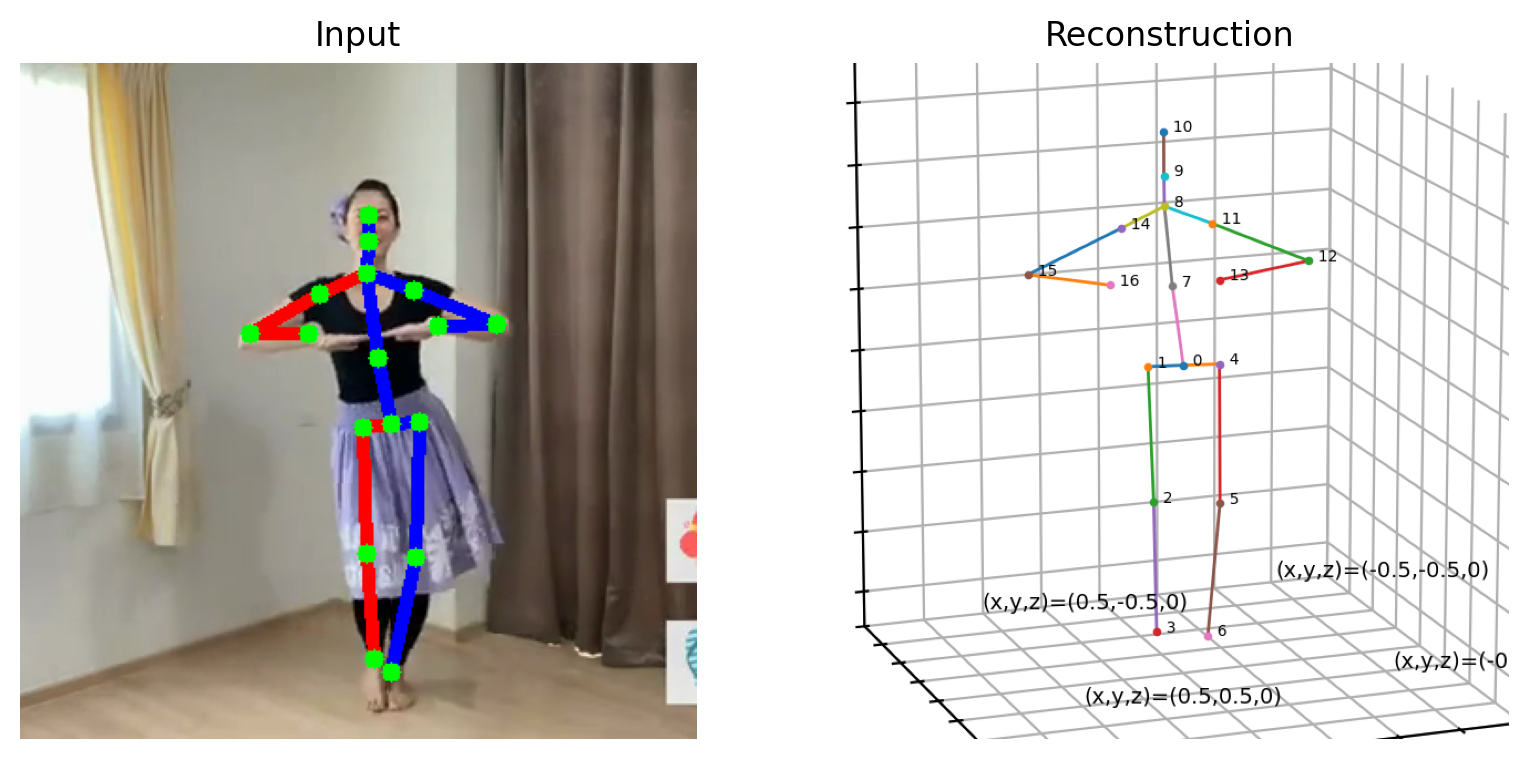 Input
Reconstruction
10
9
8
11
14
12
15
13
16
7
1
0
4
2
5
(x,y,z)=(-0.5,-0.5,0)
(x,y,z)=(0.5,-0.5,0)
3
6
(x,y,z)=(-0
(x,y,z)=(0.5,0.5,0)